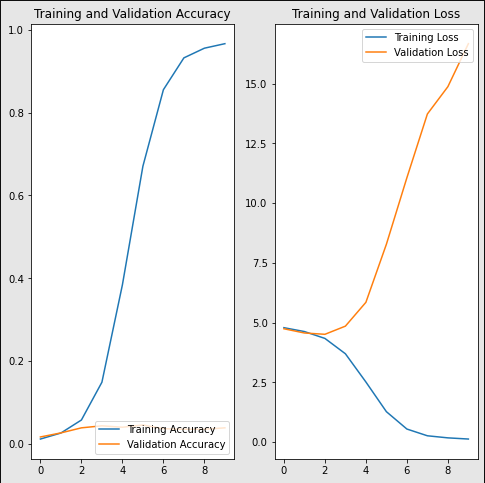 Training and Validation Accuracy
1.0
0.8
0.6
0.4
0.2
0.0
Training Accuracy
Validation Accuracy
0 2 4 6 8
Training and Validation Loss
Training Loss
Validation Loss
15.0
12.5
10.0
7.5
5.0
2.5
0.0
0 2 4 6 8